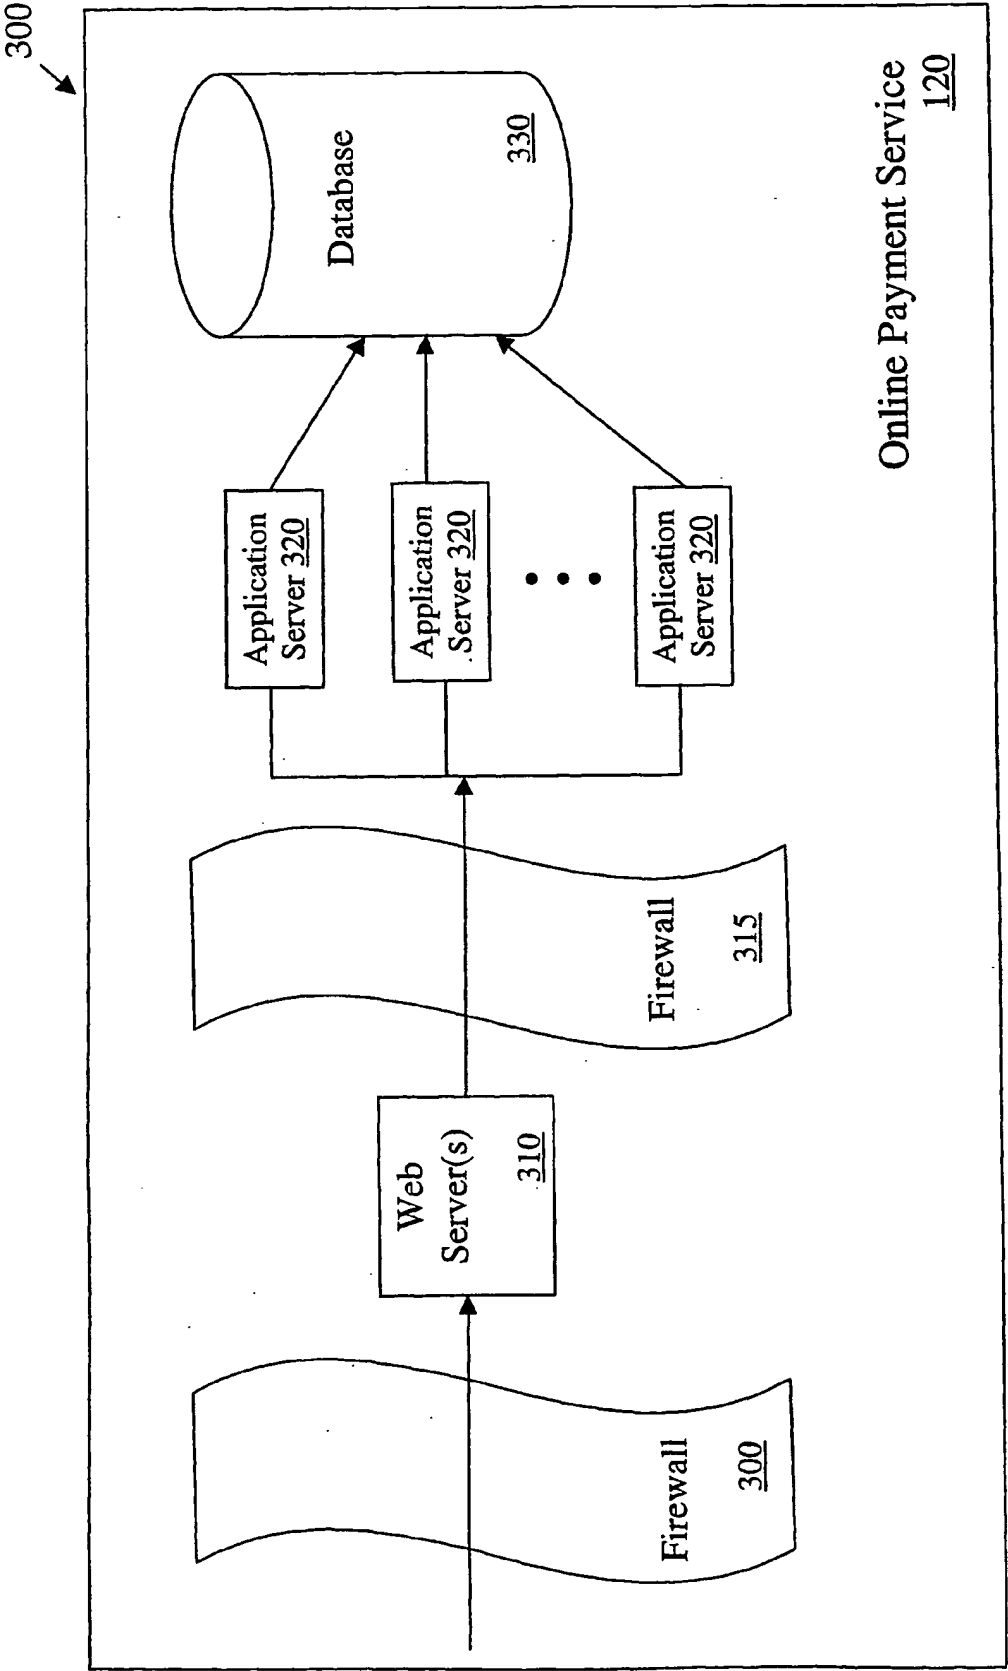 300
Firewall
300
Web
Server(s)
310
Firewall
315
Application
Server 320
Application
Server 320
Application
Server 320
Database
330
Online Payment Service
120